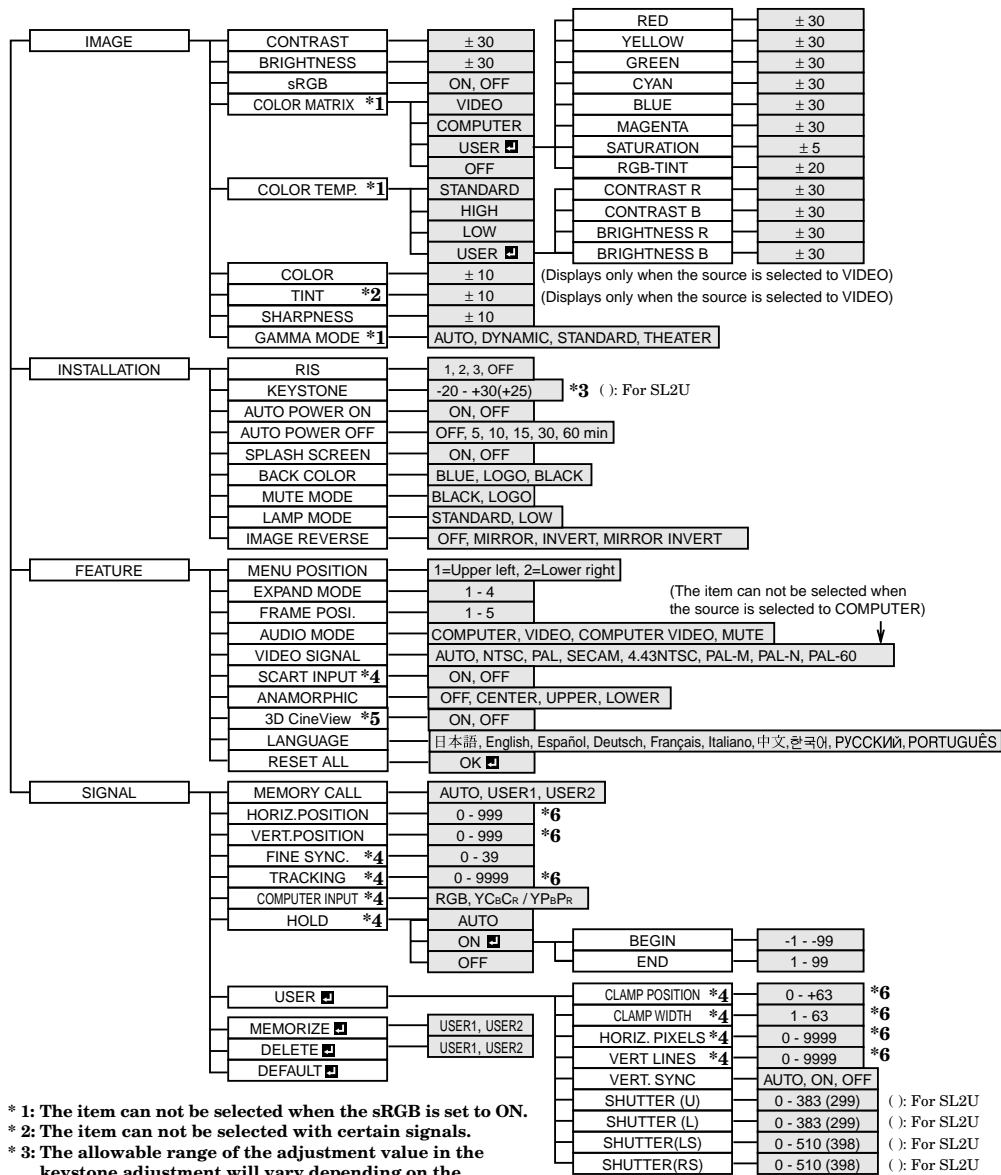 RED ± 30
IMAGE CONTRAST ± 30 YELLOW ± 30
BRIGHTNESS ± 30 GREEN ± 30
sRGB ON, OFF CYAN ± 30
COLOR MATRIX *1 VIDEO BLUE ± 30
COMPUTER MAGENTA ± 30
USER SATURATION ± 5
OFF RGB-TINT ± 20
COLOR TEMP. *1 STANDARD CONTRAST R ± 30
HIGH CONTRAST B ± 30
LOW BRIGHTNESS R ± 30
USER BRIGHTNESS B ± 30
COLOR ± 10 (Displays only when the source is selected to VIDEO)
TINT *2 ± 10 (Displays only when the source is selected to VIDEO)
SHARPNESS ± 10
GAMMA MODE *1 AUTO, DYNAMIC, STANDARD, THEATER
INSTALLATION RIS 1, 2, 3, OFF
KEYSTONE -20 - +30(+25) *3 ( ): For SL2U
AUTO POWER ON ON, OFF
AUTO POWER OFF OFF, 5, 10, 15, 30, 60 min
SPLASH SCREEN ON, OFF
BACK COLOR BLUE, LOGO, BLACK
MUTE MODE BLACK, LOGO
LAMP MODE STANDARD, LOW
IMAGE REVERSE OFF, MIRROR, INVERT, MIRROR INVERT
FEATURE MENU POSITION 1=Upper left, 2=Lower right
EXPAND MODE 1 - 4 (The item can not be selected when
FRAME POSI. 1 - 5 the source is selected to COMPUTER)
AUDIO MODE COMPUTER, VIDEO, COMPUTER VIDEO, MUTE
VIDEO SIGNAL AUTO, NTSC, PAL, SECAM, 4.43NTSC, PAL-M, PAL-N, PAL-60
SCART INPUT *4 ON, OFF
ANAMORPHIC OFF, CENTER, UPPER, LOWER
3D CineView *5 ON, OFF
LANGUAGE 日本語, English, Español, Deutsch, Français, Italiano, 中文, 한국어, РУССКИЙ, PORTUGUÊS
RESET ALL OK
SIGNAL MEMORY CALL AUTO, USER1, USER2
HORIZ.POSITION 0 - 999 *6
VERT.POSITION 0 - 999 *6
FINE SYNC. *4 0 - 39
TRACKING *4 0 - 9999 *6
COMPUTER INPUT *4 RGB, YCBCR / YPBPR
HOLD *4 AUTO
ON BEGIN -1 - -99
OFF END 1 - 99
USER CLAMP POSITION *4 0 - +63 *6
CLAMP WIDTH *4 1 - 63 *6
MEMORIZE USER1, USER2 HORIZ. PIXELS *4 0 - 9999 *6
DELETE USER1, USER2 VERT LINES *4 0 - 9999 *6
DEFAULT VERT. SYNC AUTO, ON, OFF
SHUTTER (U) 0 - 383 (299) ( ): For SL2U
SHUTTER (L) 0 - 383 (299) ( ): For SL2U
SHUTTER(LS) 0 - 510 (398) ( ): For SL2U
SHUTTER(RS) 0 - 510 (398) ( ): For SL2U
* 1: The item can not be selected when the sRGB is set to ON.
* 2: The item can not be selected with certain signals.
* 3: The allowable range of the adjustment value in the
keystone adjustment will vary depending on the